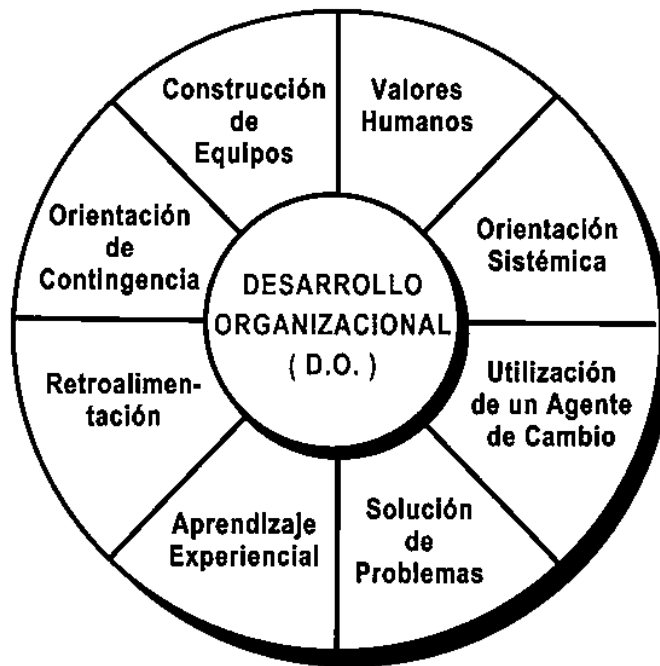 Construcción
de
Equipos
Valores
Humanos
Orientación
Sistémica
Utilización
de un Agente
de Cambio
Solución
de
Problemas
Aprendizaje
Experiencial
Retroalimen-
tación
Orientación
de
Contingencia
DESARROLLO
ORGANIZACIONAL
( D.O. )